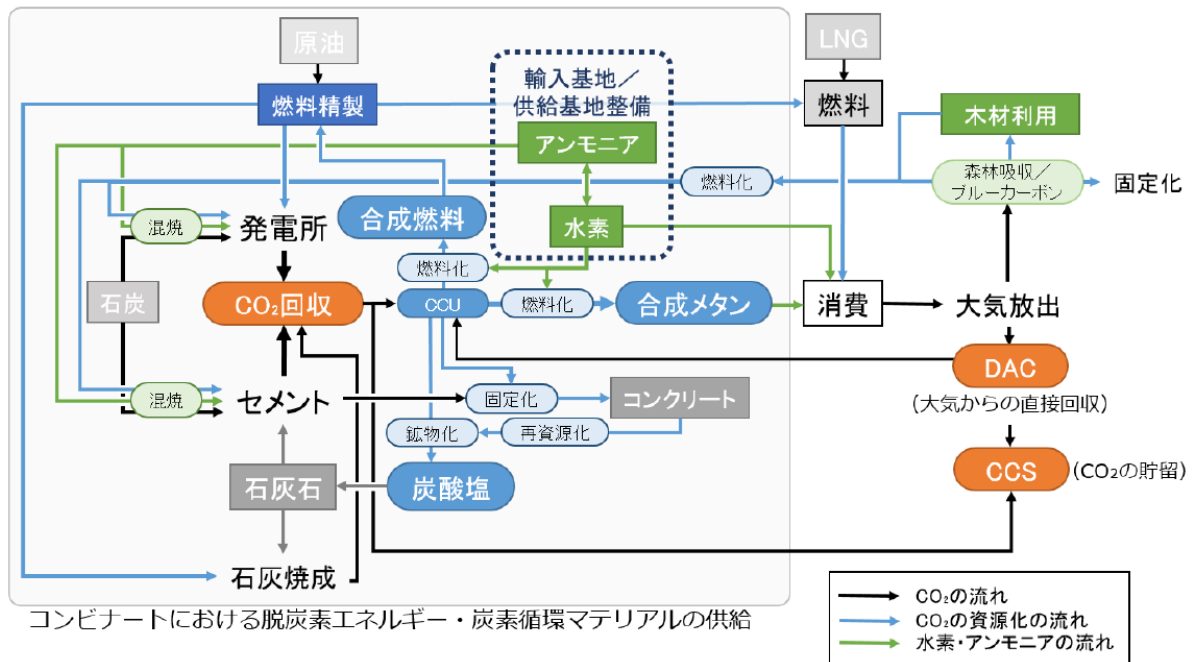 原油
LNG
輸入基地／
供給基地整備
燃料精製
燃料
木材利用
アンモニア
森林吸収／
ブルーカーボン
固定化
燃料化
合成燃料
水素
混焼
発電所
燃料化
石炭
CO₂回収
CCU
燃料化
合成メタン
消費
大気放出
DAC
(大気からの直接回収)
混焼
セメント
固定化
コンクリート
鉱物化
再資源化
CCS
(CO₂の貯留)
石灰石
炭酸塩
石灰焼成
コンビナートにおける脱炭素エネルギー・炭素循環マテリアルの供給
CO₂の流れ
CO₂の資源化の流れ
水素・アンモニアの流れ